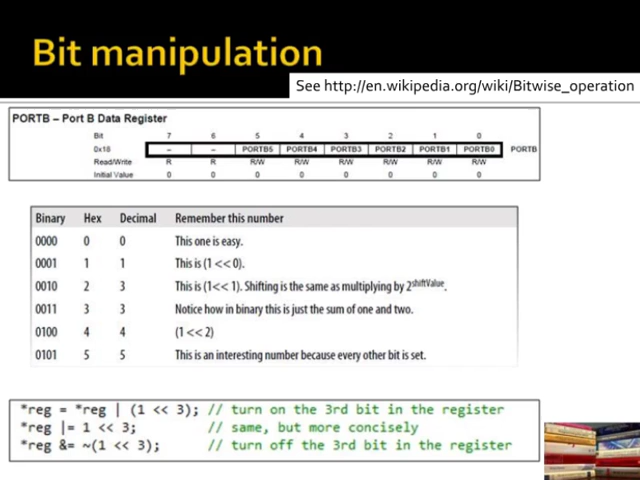 Bit manipulation
See http://en.wikipedia.org/wiki/Bitwise_operation
PORTB – Port B Data Register
Bit 7 6 5 4 3 2 1 0
0x18 – – PORTB5 PORTB4 PORTB3 PORTB2 PORTB1 PORTB0 PORTB
Read/Write R R R/W R/W R/W R/W R/W R/W
Initial Value 0 0 0 0 0 0 0 0
Binary Hex Decimal Remember this number
0000 0 0 This one is easy.
0001 1 1 This is (1 << 0).
0010 2 3 This is (1<< 1). Shifting is the same as multiplying by 2shiftValue.
0011 3 3 Notice how in binary this is just the sum of one and two.
0100 4 4 (1 << 2)
0101 5 5 This is an interesting number because every other bit is set.
*reg = *reg | (1 << 3); // turn on the 3rd bit in the register
*reg |= 1 << 3; // same, but more concisely
*reg &= ~(1 << 3); // turn off the 3rd bit in the register